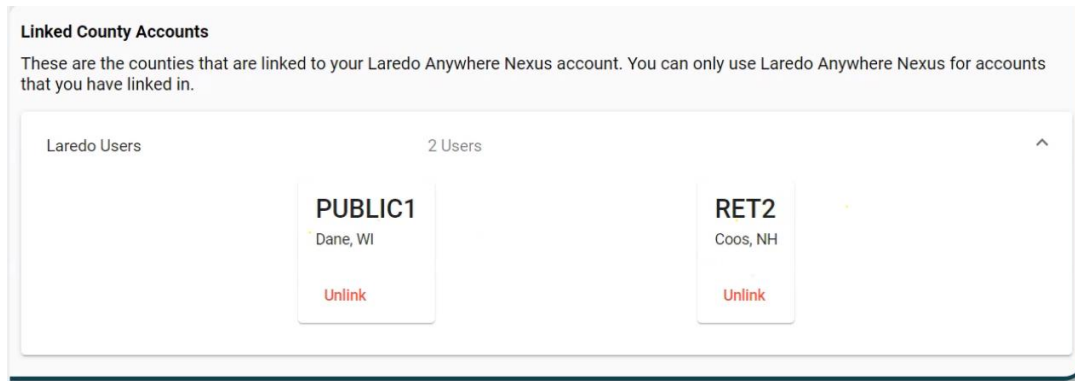 Linked County Accounts
These are the counties that are linked to your Laredo Anywhere Nexus account. You can only use Laredo Anywhere Nexus for accounts
that you have linked in.
Laredo Users 2 Users
PUBLIC1 RET2
Dane, WI Coos, NH
Unlink Unlink